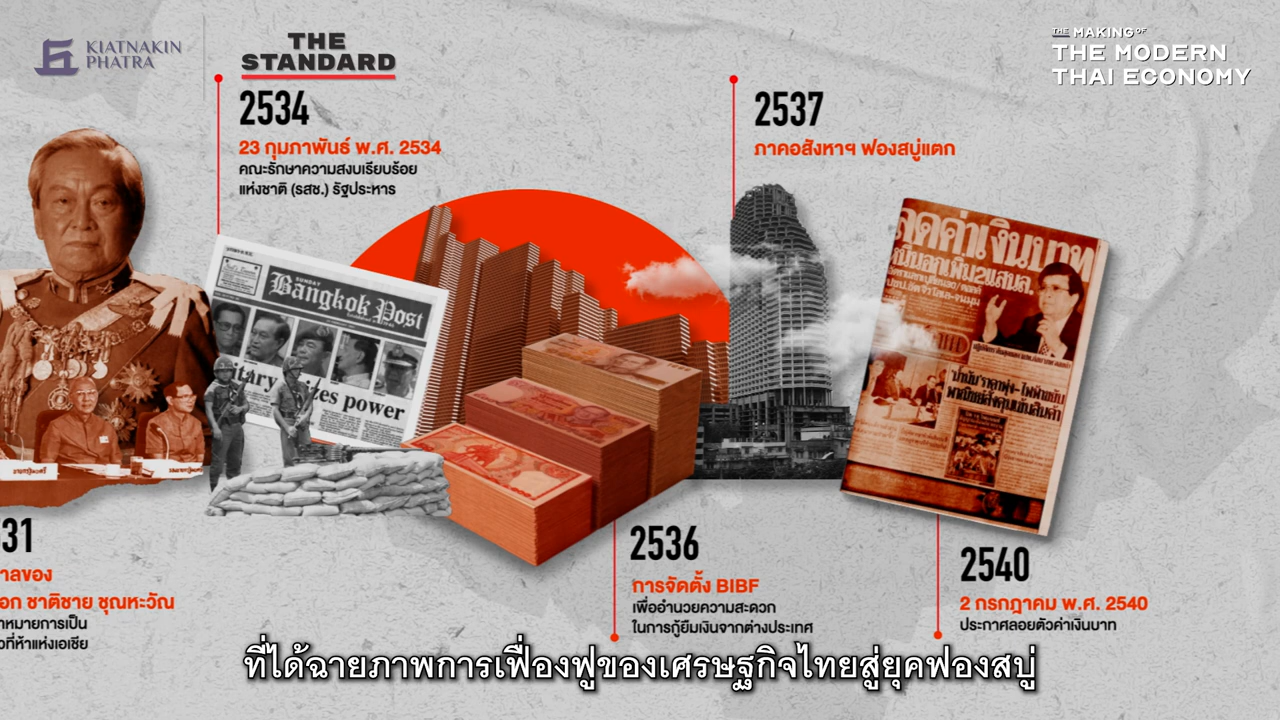 KIATNAKIN
PHATRA
THE
STANDARD
THE MAKING OF
THE MODERN
THAI ECONOMY
2534
23 กุมภาพันธ์ พ.ศ. 2534
คณะรักษาความสงบเรียบร้อย
แห่งชาติ (รสช.) รัฐประหาร
2537
ภาคอสังหาฯ ฟองสบู่แตก
Bangkok Post
itary izes power
ลดค่าเงินบาท
31
าลของ
อก ชาติชาย ชุณหะวัณ
าหมายการเป็น
วที่ห้าแห่งเอเชีย
2536
การจัดตั้ง BIBF
เพื่ออำนวยความสะดวก
ในการกู้ยืมเงินจากต่างประเทศ
2540
2 กรกฎาคม พ.ศ. 2540
ประกาศลอยตัวค่าเงินบาท
ที่ได้ฉายภาพการเฟื่องฟูของเศรษฐกิจไทยสู่ยุคฟองสบู่